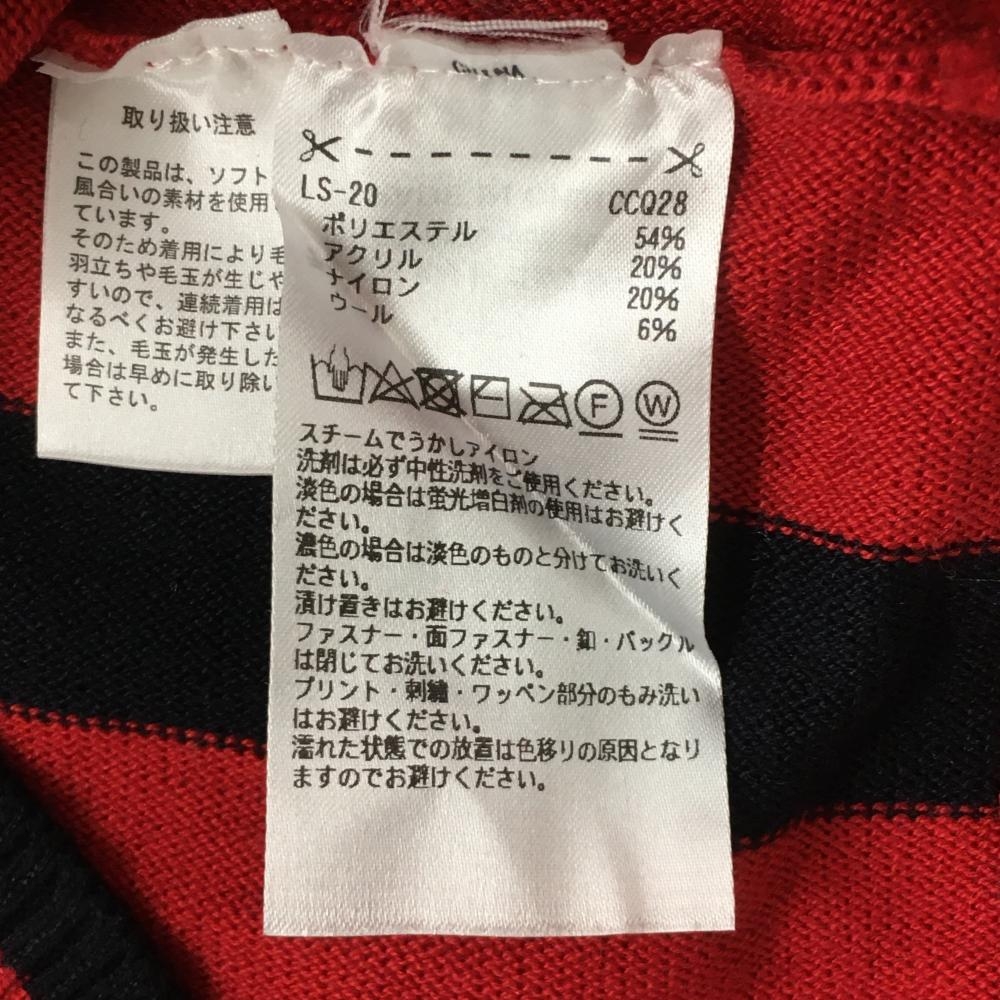 取り扱い注意
この製品は、ソフト
風合いの素材を使用
ています。
そのため着用により毛
羽立ちや毛玉が生じや
すいので、連続着用は
なるべくお避け下さい
また、毛玉が発生した
場合は早めに取り除い
て下さい。
LS-20 CCQ28
ポリエステル 54%
アクリル 20%
ナイロン 20%
ウール 6%
F W
スチームでうかしアイロン
洗剤は必ず中性洗剤をご使用ください。
淡色の場合は蛍光増白剤の使用はお避けく
ださい。
濃色の場合は淡色のものと分けてお洗いく
ださい。
漬け置きはお避けください。
ファスナー・面ファスナー・釦・バックル
は閉じてお洗いください。
プリント・刺繍・ワッペン部分のもみ洗い
はお避けください。
濡れた状態での放置は色移りの原因となり
ますのでお避けください。